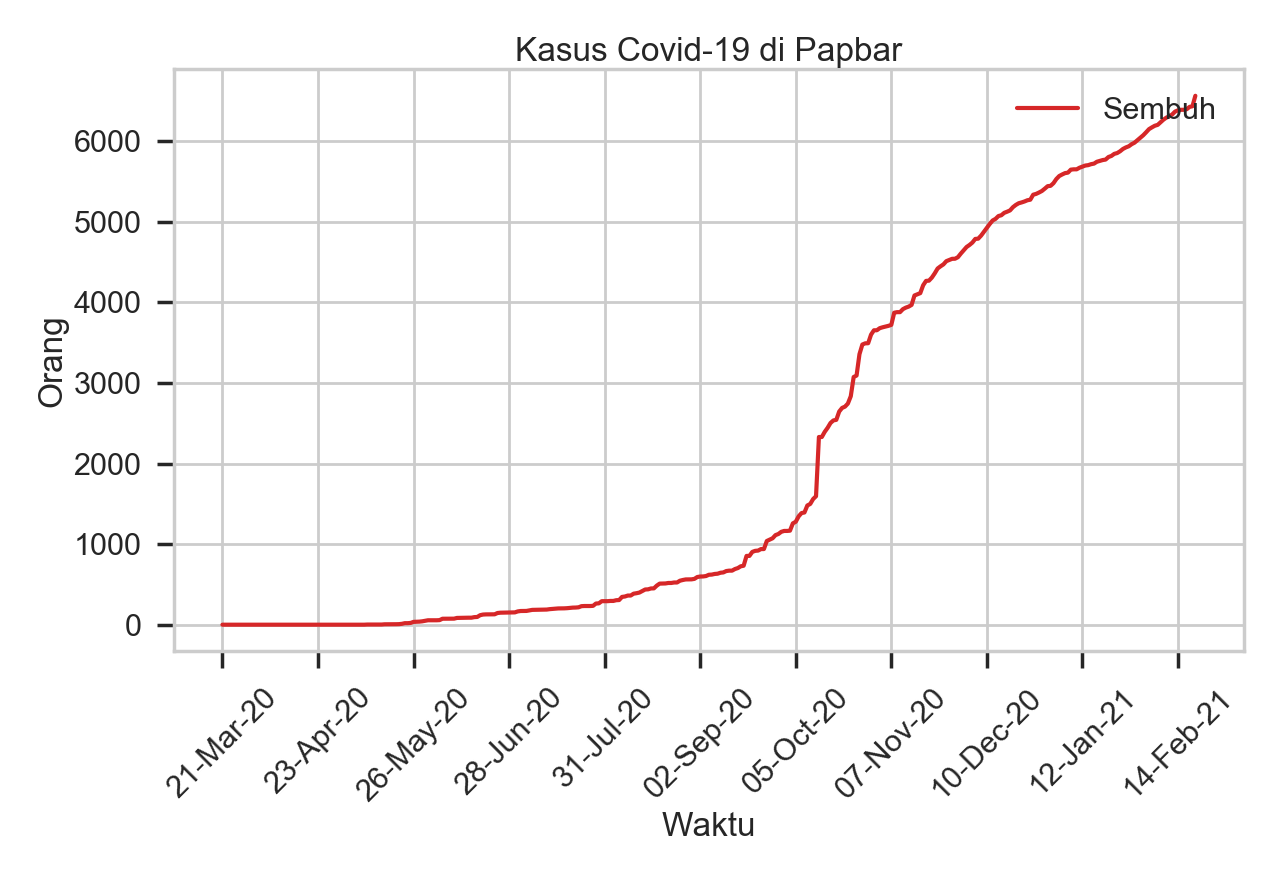 Kasus Covid-19 di Papbar
Sembuh
6000
5000
4000
3000
2000
1000
0
Orang
21-Mar-20
23-Apr-20
26-May-20
28-Jun-20
31-Jul-20
02-Sep-20
05-Oct-20
07-Nov-20
10-Dec-20
12-Jan-21
14-Feb-21
Waktu